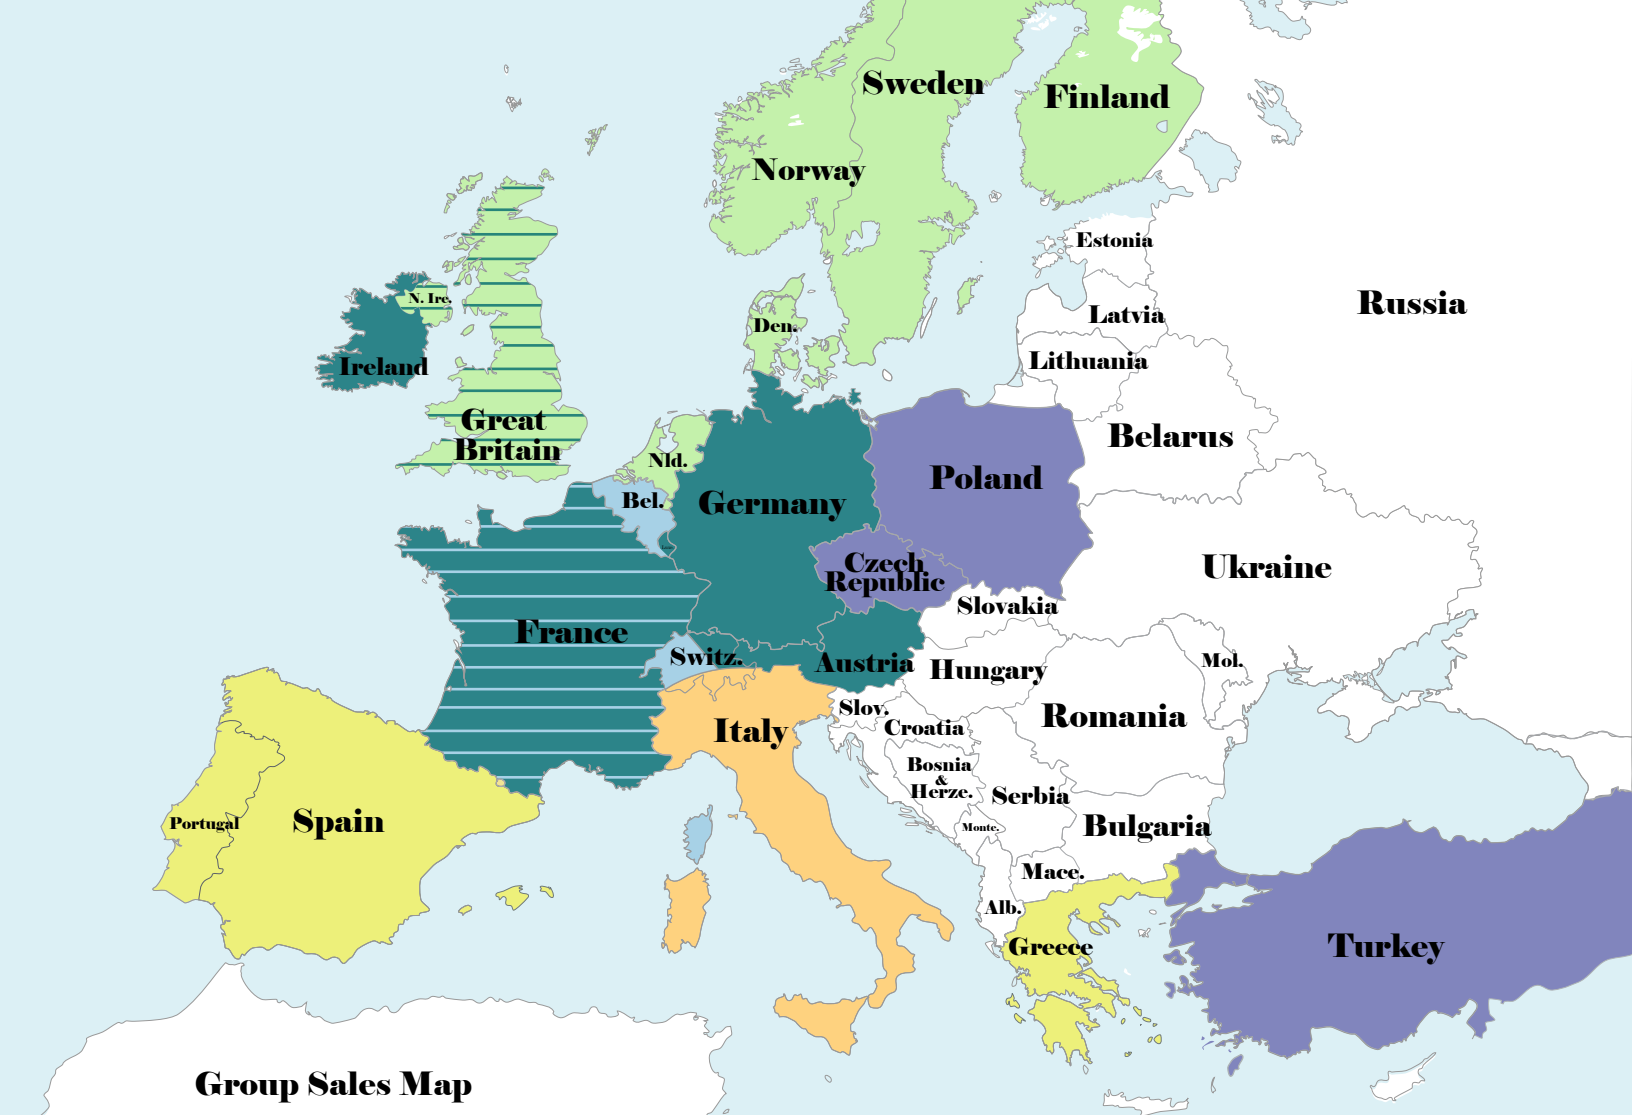 Sweden
Finland
Norway
Estonia
N. Ire.
Russia
Latvia
Den.
Lithuania
Ireland
Great
Britain
Belarus
Nld.
Poland
Bel.
Germany
Czech
Republic
Ukraine
Slovakia
France
Switz.
Austria
Hungary
Mol.
Slov.
Romania
Croatia
Italy
Bosnia
&
Herze.
Serbia
Portugal
Spain
Monte.
Bulgaria
Mace.
Alb.
Greece
Turkey
Group Sales Map